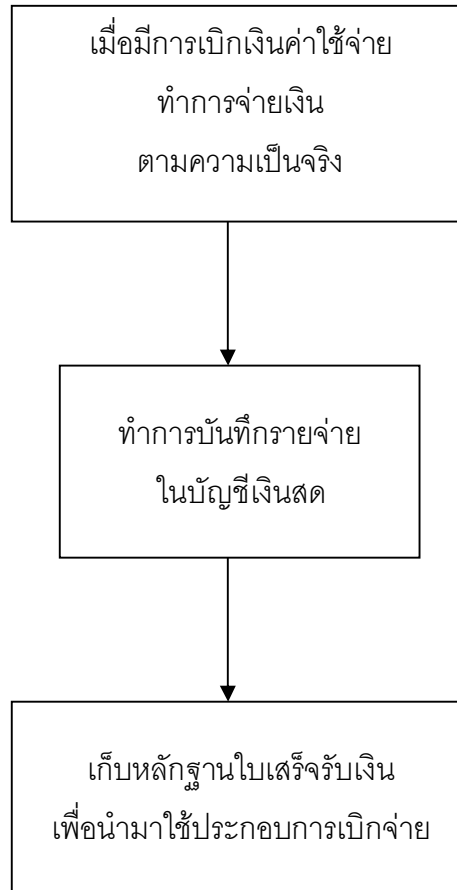 เมื่อมีการเบิกเงินค่าใช้จ่าย
ทำการจ่ายเงิน
ตามความเป็นจริง
ทำการบันทึกรายจ่าย
ในบัญชีเงินสด
เก็บหลักฐานใบเสร็จรับเงิน
เพื่อนำมาใช้ประกอบการเบิกจ่าย